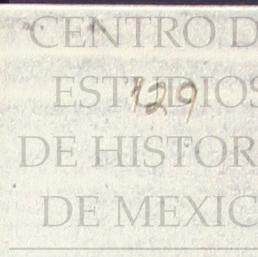 CENTRO D
ESTUDIOS
129
DE HISTOR
DE MEXIC